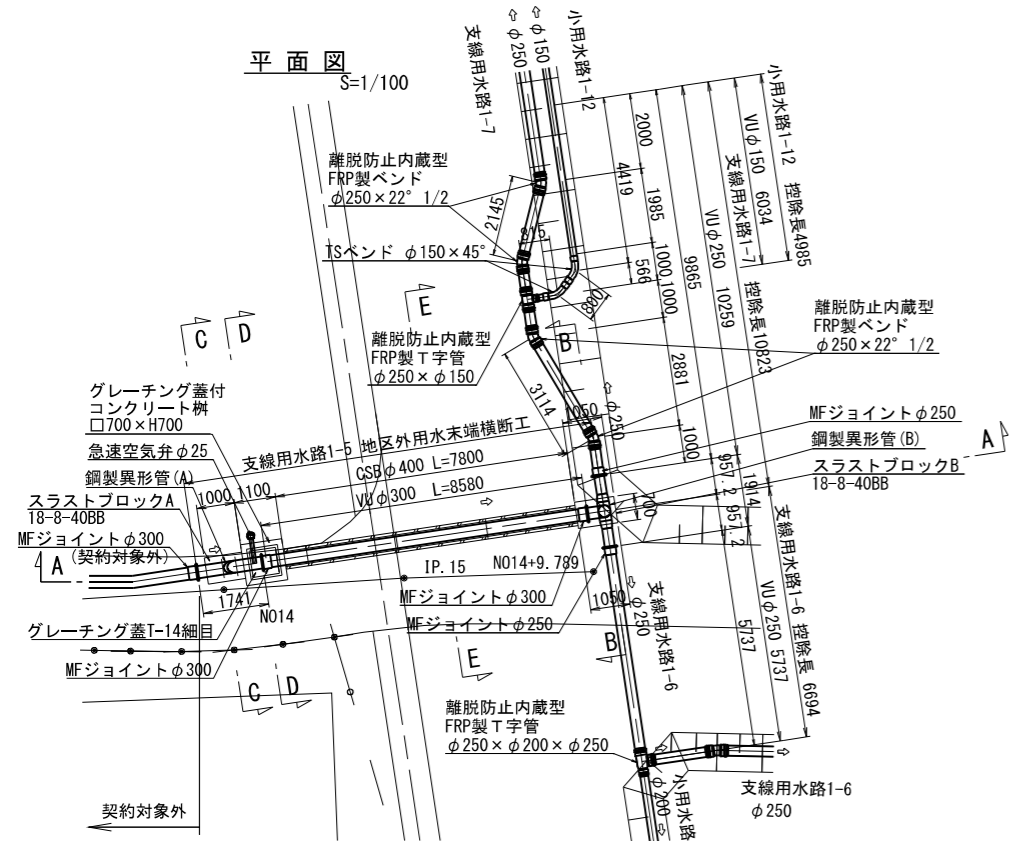 平面図
S=1/100
支線用水路1-7
φ250
φ150
小用水路1-12
小用水路1-12 控除長4985
VUφ150 6034
支線用水路1-7 控除長10823
VUφ250 10259
9865
2000
4419
1985
1000
566
1000
2881
1000
957.2
1914
957.2
離脱防止内蔵型
FRP製ベンド
φ250×22°1/2
2145
815
TSベンド φ150×45°
800
離脱防止内蔵型
FRP製T字管
φ250×φ150
離脱防止内蔵型
FRP製ベンド
φ250×22°1/2
C
D
E
B
A
3114
1050
φ250
グレーチング蓋付
コンクリート桝
□700×H700
急速空気弁φ25
鋼製異形管(A)
スラストブロックA
18-8-40BB
MFジョイントφ300
(契約対象外)
A
1000
1100
支線用水路1-5 地区外用水末端横断工
CSBφ400 L=7800
VUφ300 L=8580
MFジョイントφ250
鋼製異形管(B)
スラストブロックB
18-8-40BB
700
IP.15
NO14+9.789
1741
NO14
MFジョイントφ300
1050
MFジョイントφ250
φ250
支線用水路1-6
グレーチング蓋T-14細目
MFジョイントφ300
C
D
E
B
支線用水路1-6 控除長 6694
VUφ250 5737
5737
離脱防止内蔵型
FRP製T字管
φ250×φ200×φ250
支線用水路1-6
φ250
φ200
小用水路
契約対象外